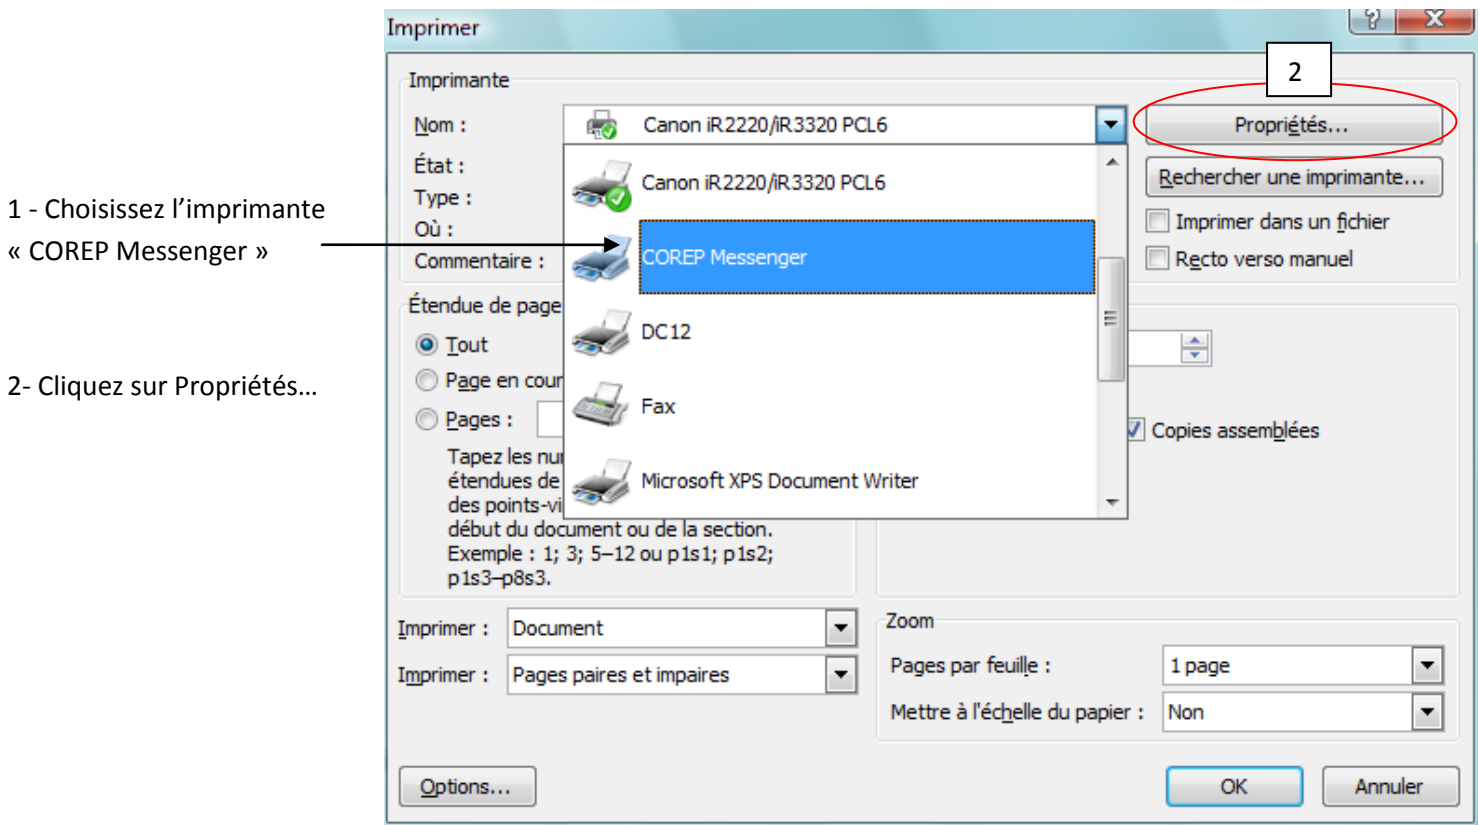 Imprimer
1 - Choisissez l’imprimante
« COREP Messenger »
2- Cliquez sur Propriétés…
2
Imprimante
Nom :
Canon iR2220/iR3320 PCL6
Propriétés...
État :
Type :
Où :
Commentaire :
Canon iR2220/iR3320 PCL6
COREP Messenger
DC12
Fax
Microsoft XPS Document Writer
Rechercher une imprimante...
Imprimer dans un fichier
Recto verso manuel
Étendue de page
Tout
Page en cour
Pages :
Tapez les nu
étendues de
des points-vi
début du document ou de la section.
Exemple : 1; 3; 5–12 ou p1s1; p1s2;
p1s3–p8s3.
Copies assemblées
Imprimer : Document
Imprimer : Pages paires et impaires
Zoom
Pages par feuille : 1 page
Mettre à l'échelle du papier : Non
Options...
OK
Annuler